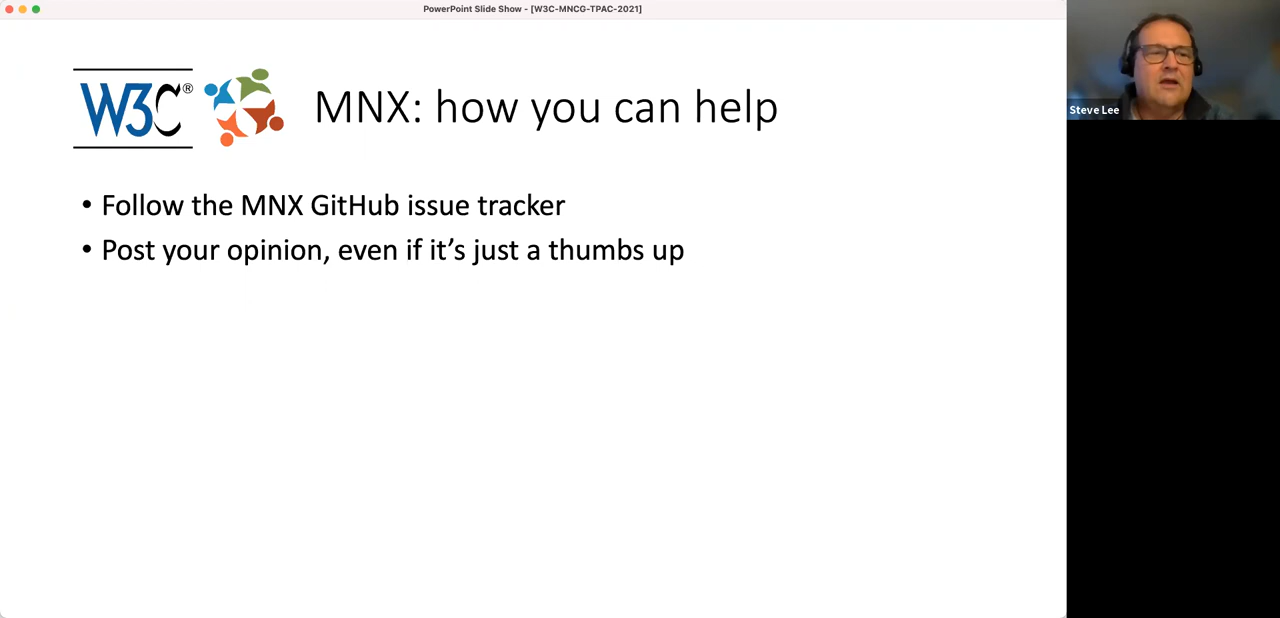 PowerPoint Slide Show - [W3C-MNCG-TPAC-2021]
W3C®
MNX: how you can help
• Follow the MNX GitHub issue tracker
• Post your opinion, even if it’s just a thumbs up
Steve Lee